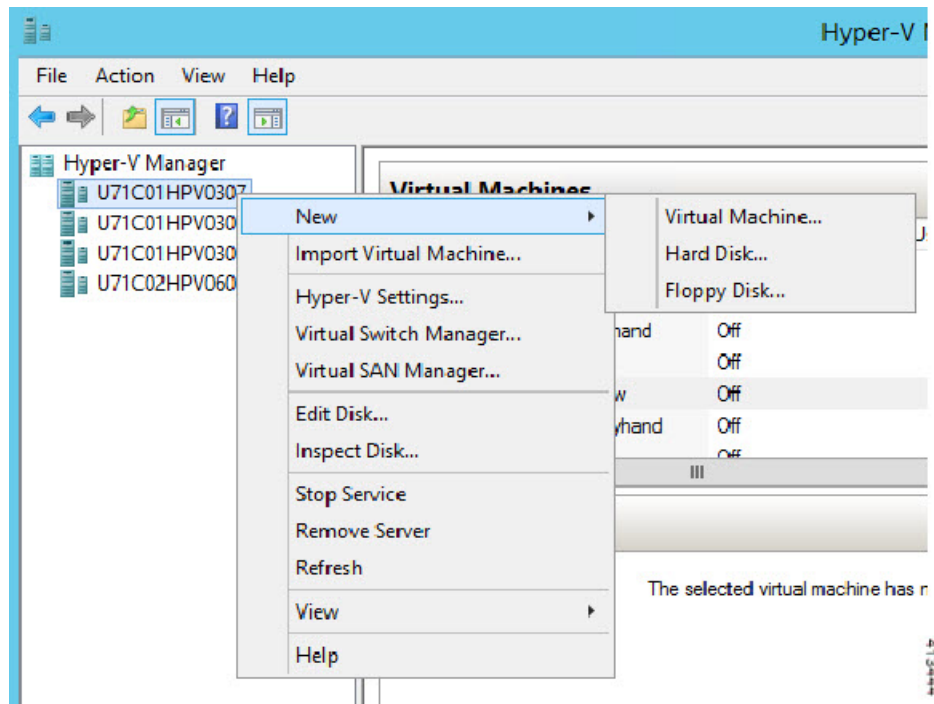 Hyper-V
File Action View Help
Hyper-V Manager
U71C01HPV0307
U71C01HPV030
U71C01HPV030
U71C02HPV060
Virtual Machines
New
Import Virtual Machine...
Hyper-V Settings...
Virtual Switch Manager...
Virtual SAN Manager...
Edit Disk...
Inspect Disk...
Stop Service
Remove Server
Refresh
View
Help
Virtual Machine...
Hard Disk...
Floppy Disk...
hand Off
Off
w Off
yhand Off
Off
The selected virtual machine has
413444